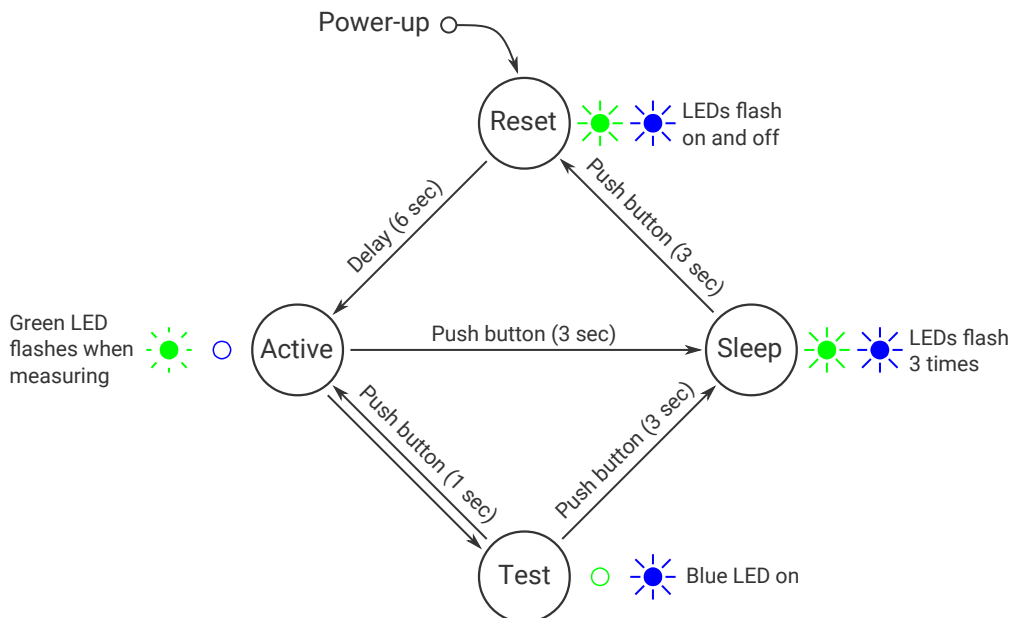 Power-up
Reset
LEDs flash
on and off
Delay (6 sec)
Push button (3 sec)
Green LED
flashes when
measuring
Active
Push button (3 sec)
Sleep
LEDs flash
3 times
Push button (1 sec)
Push button (3 sec)
Test
Blue LED on